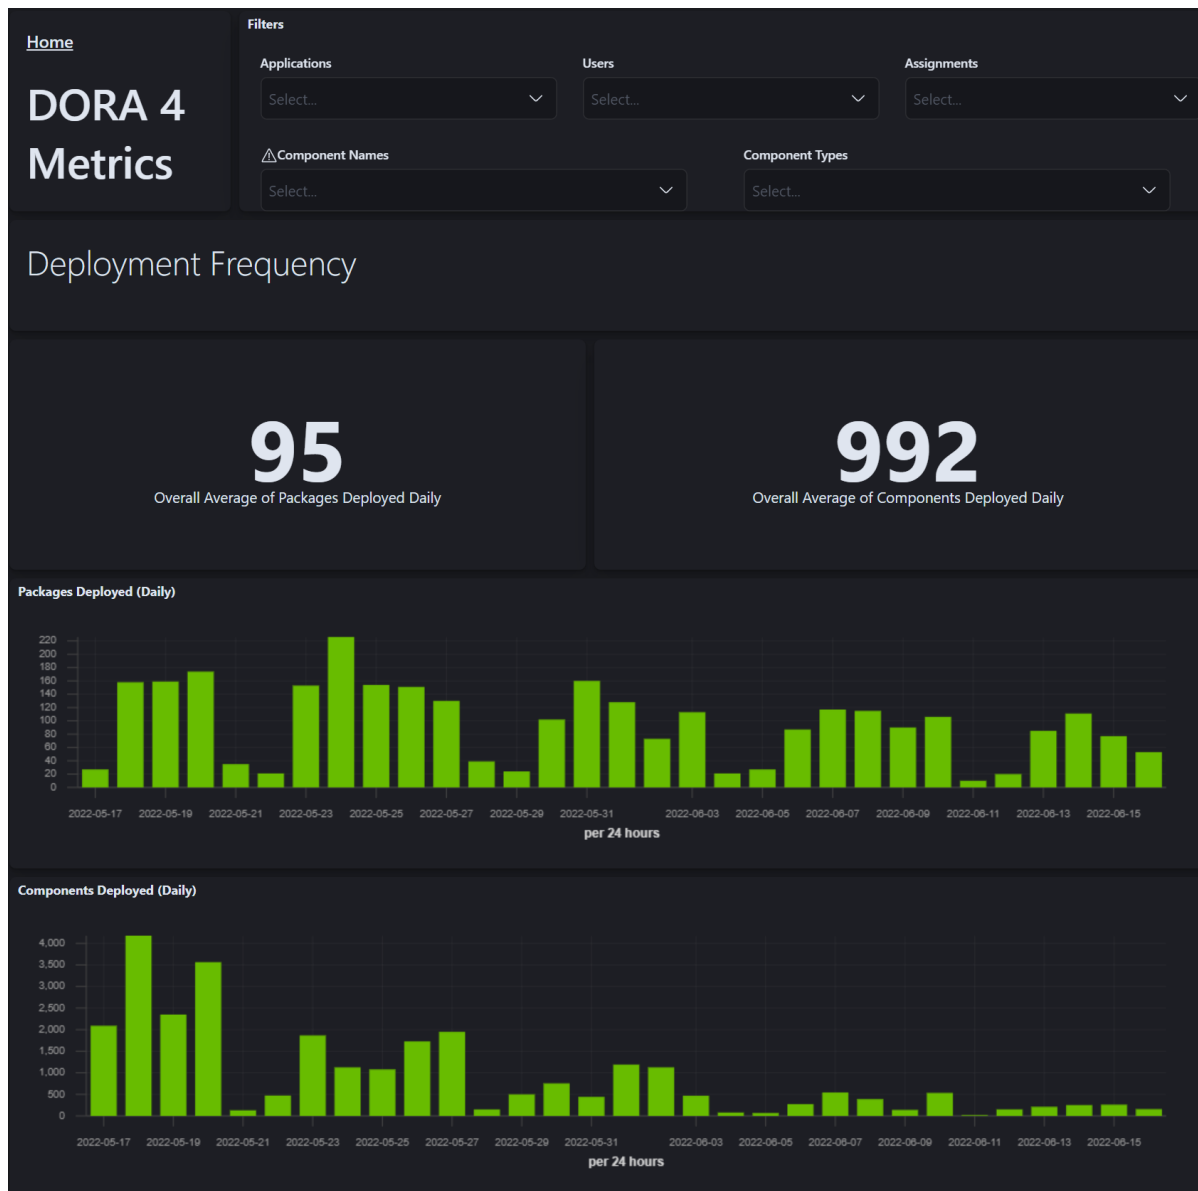 Home
DORA 4
Metrics
Filters
Applications
Users
Assignments
Select...
Select...
Select...
⚠Component Names
Component Types
Select...
Select...
Deployment Frequency
95
Overall Average of Packages Deployed Daily
992
Overall Average of Components Deployed Daily
Packages Deployed (Daily)
220
200
180
160
140
120
100
80
60
40
20
0
2022-05-17 2022-05-19 2022-05-21 2022-05-23 2022-05-25 2022-05-27 2022-05-29 2022-05-31 2022-06-03 2022-06-05 2022-06-07 2022-06-09 2022-06-11 2022-06-13 2022-06-15
per 24 hours
Components Deployed (Daily)
4,000
3,500
3,000
2,500
2,000
1,500
1,000
500
0
2022-05-17 2022-05-19 2022-05-21 2022-05-23 2022-05-25 2022-05-27 2022-05-29 2022-05-31 2022-06-03 2022-06-05 2022-06-07 2022-06-09 2022-06-11 2022-06-13 2022-06-15
per 24 hours